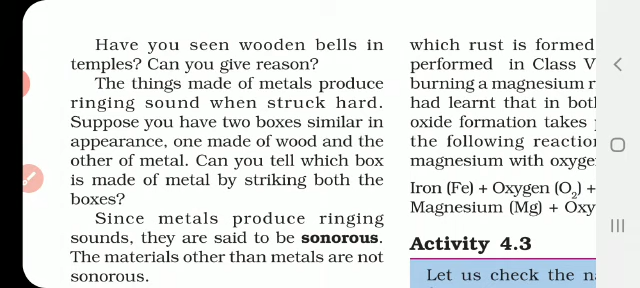 Have you seen wooden bells in
temples? Can you give reason?
The things made of metals produce
ringing sound when struck hard.
Suppose you have two boxes similar in
appearance, one made of wood and the
other of metal. Can you tell which box
is made of metal by striking both the
boxes?
Since metals produce ringing
sounds, they are said to be sonorous.
The materials other than metals are not
sonorous.
which rust is formed
performed in Class V
burning a magnesium r
had learnt that in bot
oxide formation takes
the following reaction
magnesium with oxyge
Iron (Fe) + Oxygen (O₂) +
Magnesium (Mg) + Oxy
Activity 4.3
Let us check the n